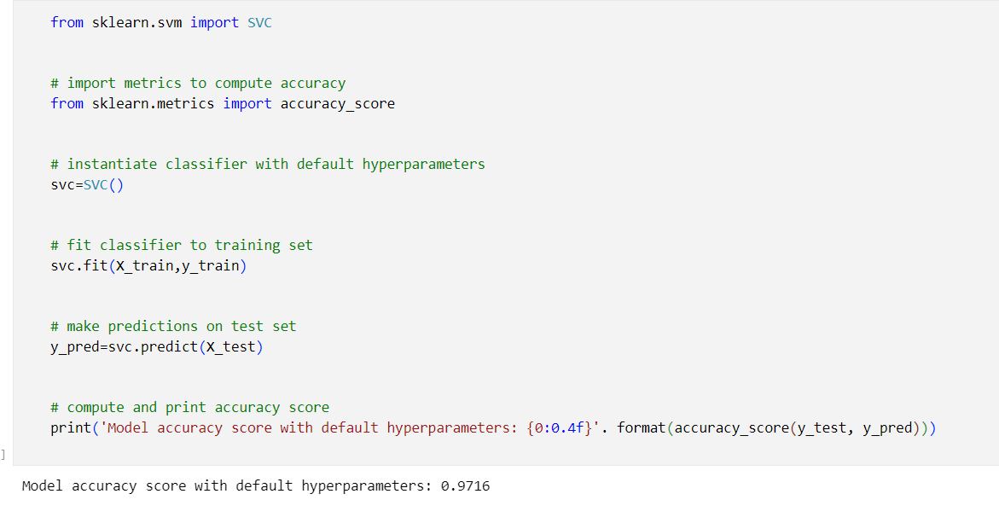 from sklearn.svm import SVC
# import metrics to compute accuracy
from sklearn.metrics import accuracy_score
# instantiate classifier with default hyperparameters
svc=SVC()
# fit classifier to training set
svc.fit(X_train,y_train)
# make predictions on test set
y_pred=svc.predict(X_test)
# compute and print accuracy score
print('Model accuracy score with default hyperparameters: {0:0.4f}'. format(accuracy_score(y_test, y_pred)))
]
Model accuracy score with default hyperparameters: 0.9716